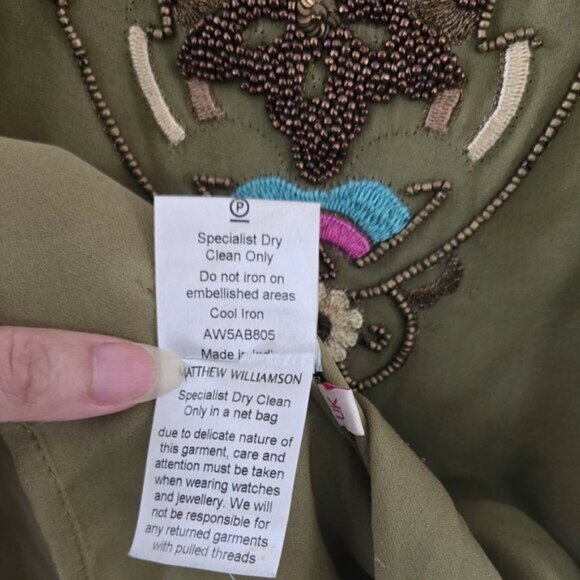 P
Specialist Dry
Clean Only
Do not iron on
embellished areas
Cool Iron
AW5AB805
Made
MATTHEW WILLIAMSON
Specialist Dry Clean
Only in a net bag
due to delicate nature of
this garment, care and
attention must be taken
when wearing watches
and jewellery. We will
not be responsible for
any returned garments
with pulled threads
UK